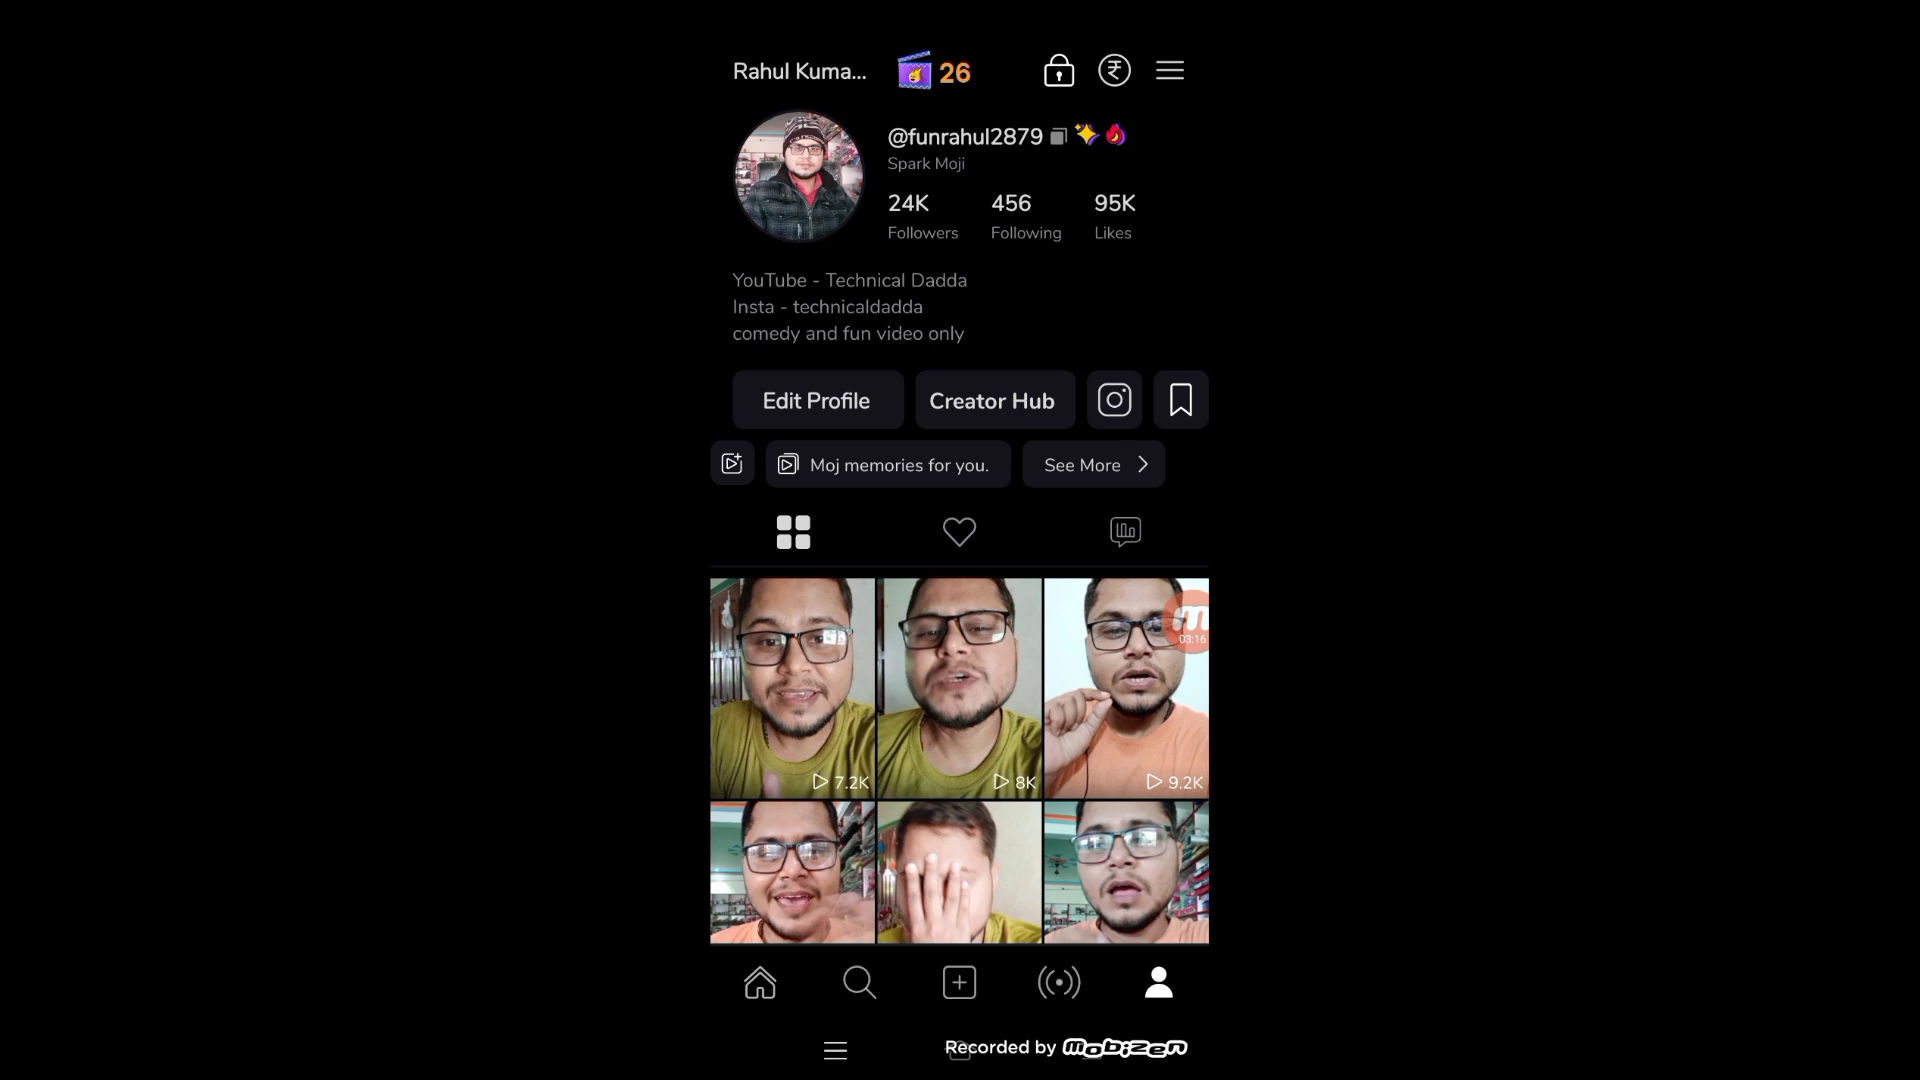 Rahul Kuma... 26
@funrahul2879
Spark Moji
24K 456 95K
Followers Following Likes
YouTube - Technical Dadda
Insta - technicaldadda
comedy and fun video only
Edit Profile Creator Hub
Moj memories for you. See More
03:16
7.2K 8K 9.2K
Recorded by mobizen